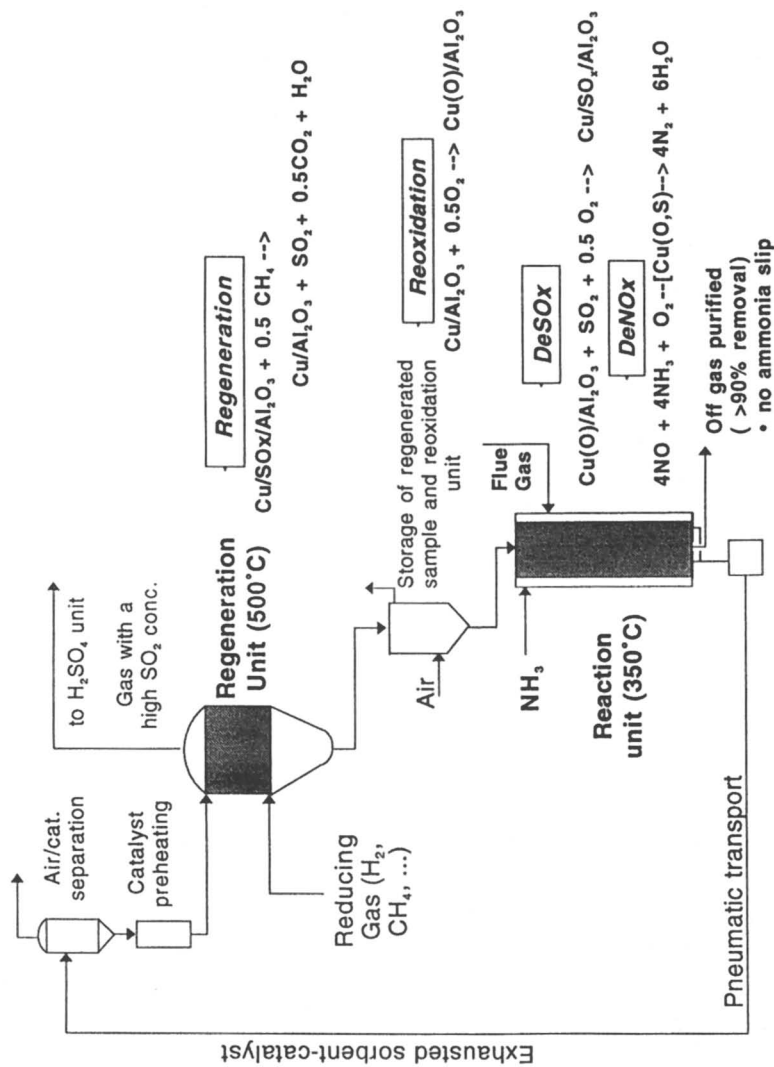 Exhausted sorbent-catalyst
Air/cat.
separation
Catalyst
preheating
to H₂SO₄ unit
Gas with a
high SO₂ conc.
Regeneration
Unit (500°C)
Reducing
Gas (H₂,
CH₄, ...)
Regeneration
Cu/SOx/Al₂O₃ + 0.5 CH₄ -->
Cu/Al₂O₃ + SO₂ + 0.5CO₂ + H₂O
Air
Storage of regenerated
sample and reoxidation
unit
Reoxidation
Cu/Al₂O₃ + 0.5O₂ --> Cu(O)/Al₂O₃
NH₃
Flue
Gas
Reaction
unit (350°C)
DeSOx
Cu(O)/Al₂O₃ + SO₂ + 0.5 O₂ --> Cu/SOₓ/Al₂O₃
DeNOx
4NO + 4NH₃ + O₂ --[Cu(O,S)--> 4N₂ + 6H₂O
Off gas purified
( >90% removal)
• no ammonia slip
Pneumatic transport